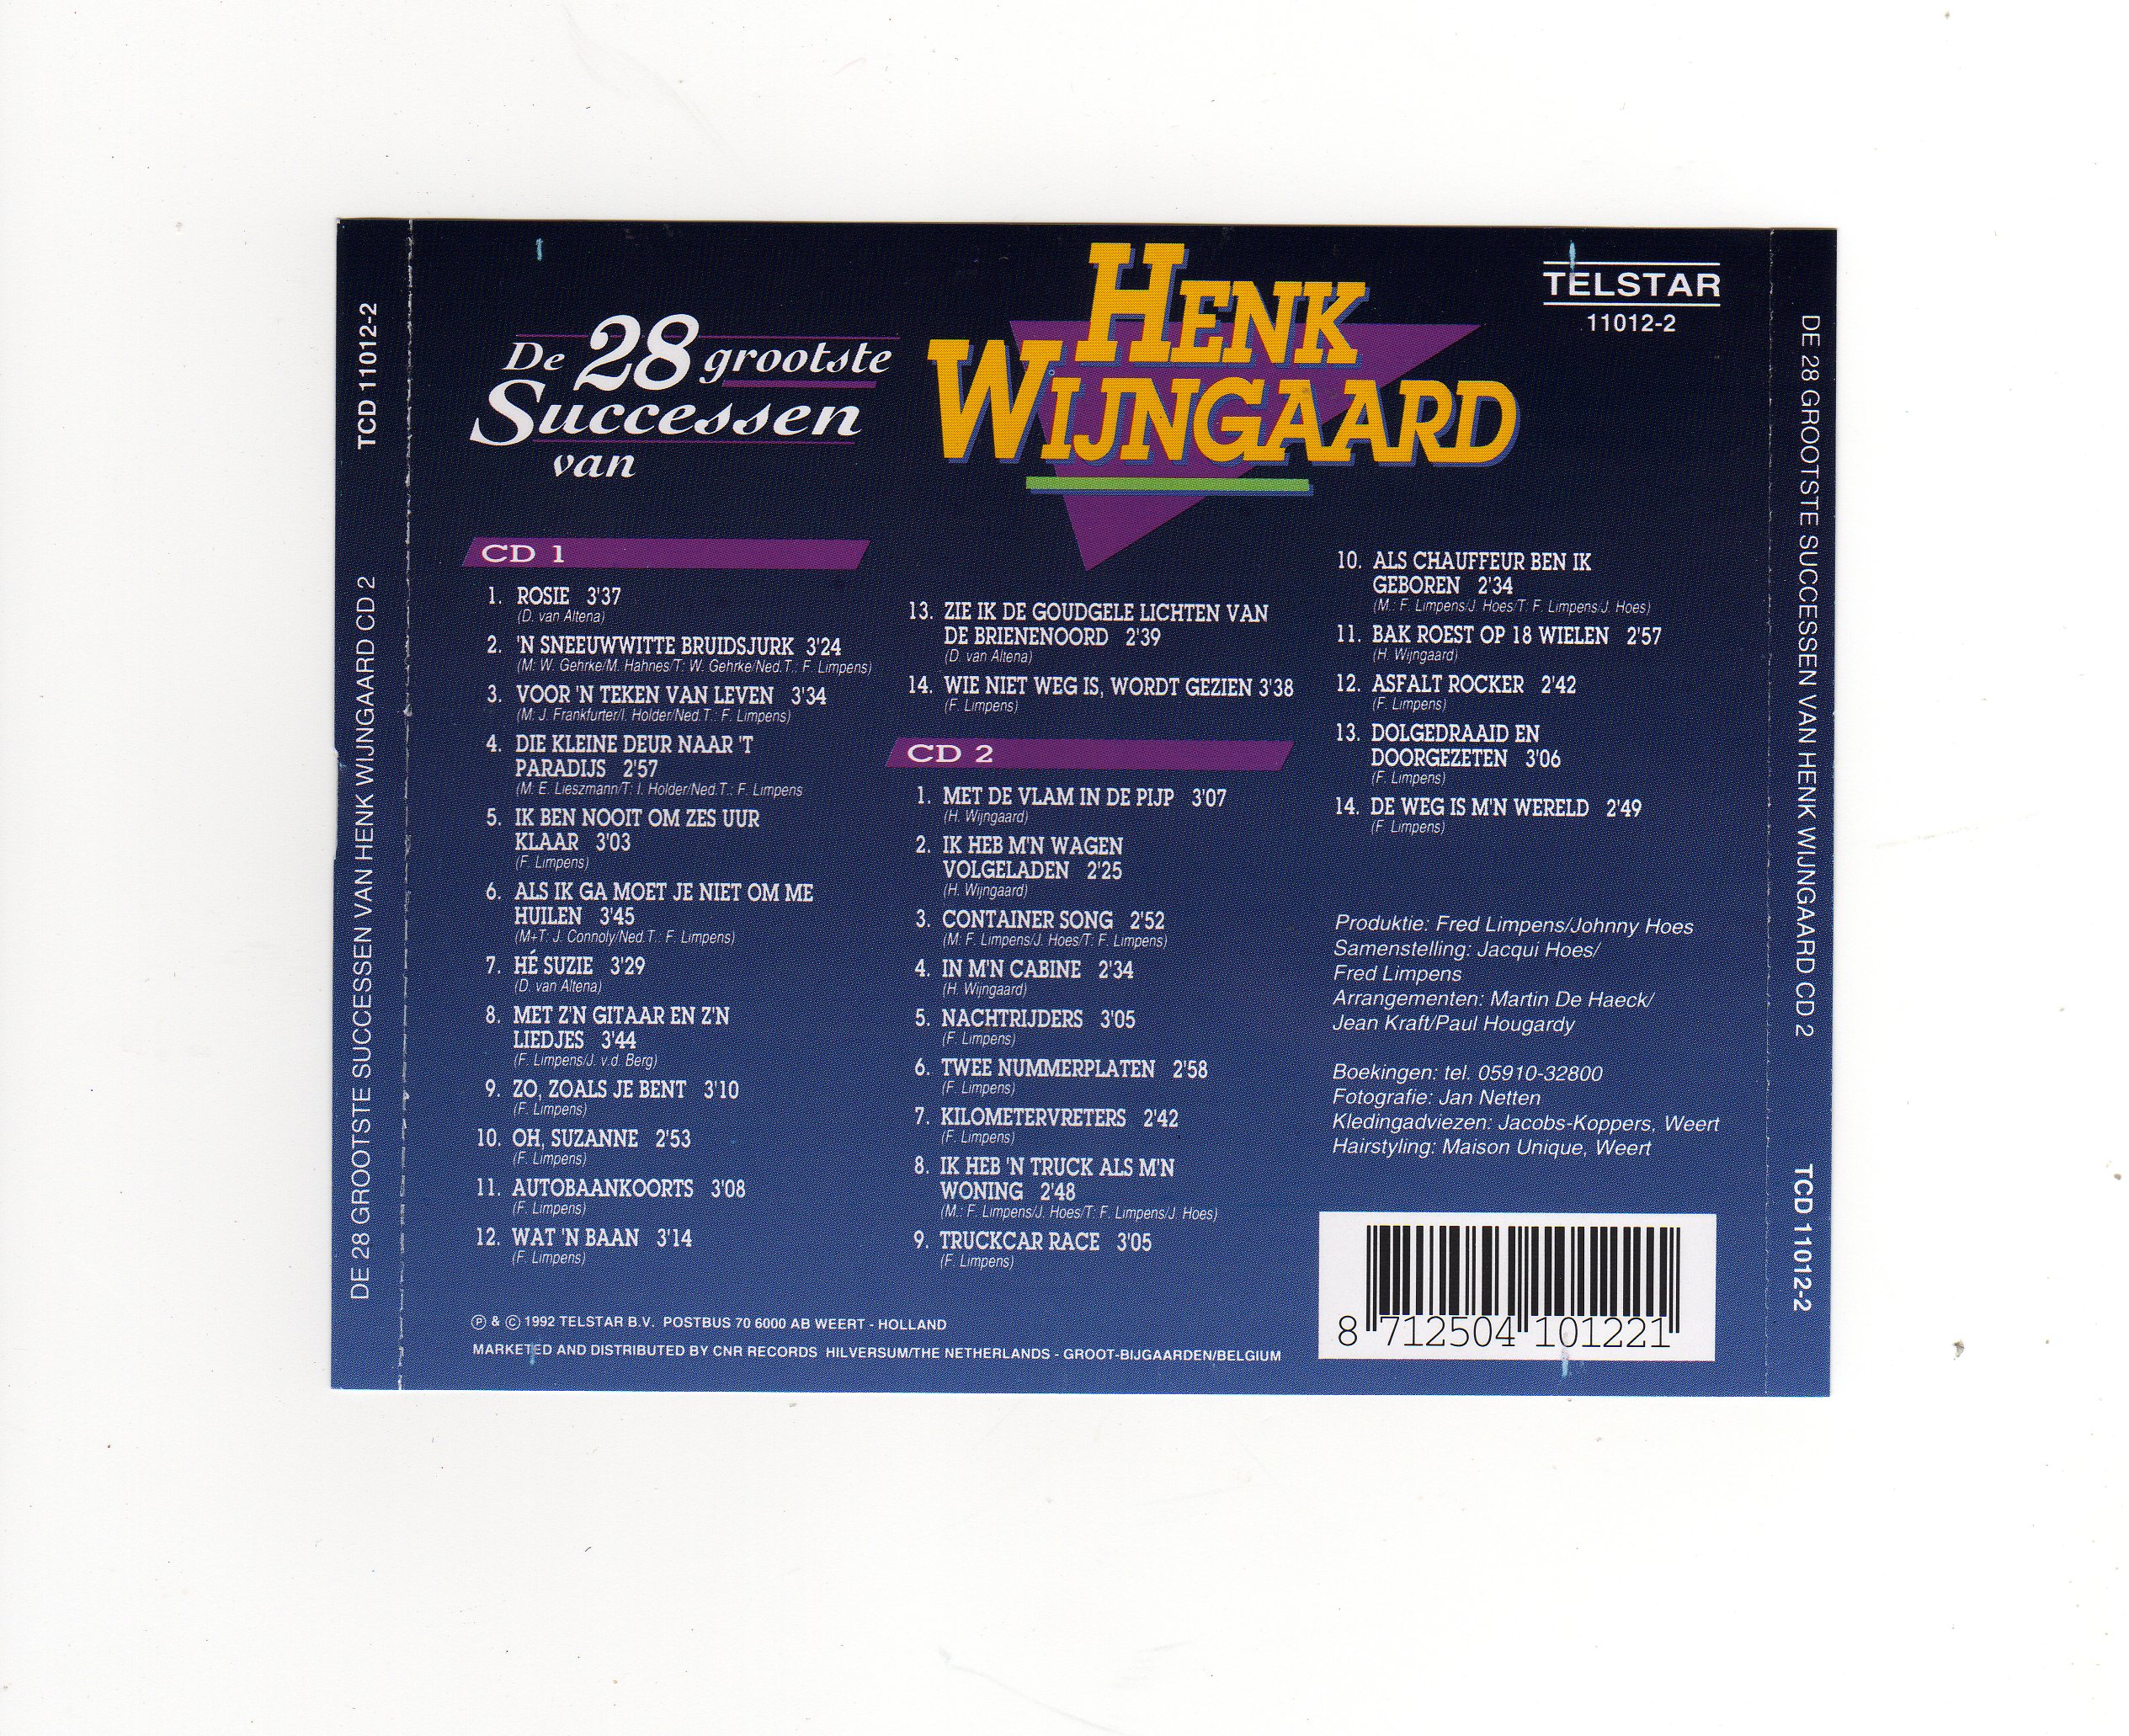 TCD 11012-2
DE 28 GROOTSTE SUCCESSEN VAN HENK WIJNGAARD CD 2
De 28 grootste
Successen
van
HENK
WIJNGAARD
TELSTAR
11012-2
CD 1
1. ROSIE 3'37
(D. van Altena)
2. 'N SNEEUWWITTE BRUIDSJURK 3'24
(M: W. Gehrke/M. Hahnes/T: W. Gehrke/Ned.T.: F. Limpens)
3. VOOR 'N TEKEN VAN LEVEN 3'34
(M: J. Frankfurter/I. Holder/Ned.T.: F. Limpens)
4. DIE KLEINE DEUR NAAR 'T
PARADIJS 2'57
(M: E. Lieszmann/T: I. Holder/Ned.T.: F. Limpens
5. IK BEN NOOIT OM ZES UUR
KLAAR 3'03
(F. Limpens)
6. ALS IK GA MOET JE NIET OM ME
HUILEN 3'45
(M+T: J. Connoly/Ned.T.: F. Limpens)
7. HÉ SUZIE 3'29
(D. van Altena)
8. MET Z'N GITAAR EN Z'N
LIEDJES 3'44
(F. Limpens/J. v.d. Berg)
9. ZO, ZOALS JE BENT 3'10
(F. Limpens)
10. OH, SUZANNE 2'53
(F. Limpens)
11. AUTOBAANKOORTS 3'08
(F. Limpens)
12. WAT 'N BAAN 3'14
(F. Limpens)
13. ZIE IK DE GOUDGELE LICHTEN VAN
DE BRIENENOORD 2'39
(D. van Altena)
14. WIE NIET WEG IS, WORDT GEZIEN 3'38
(F. Limpens)
CD 2
1. MET DE VLAM IN DE PIJP 3'07
(H. Wijngaard)
2. IK HEB M'N WAGEN
VOLGELADEN 2'25
(H. Wijngaard)
3. CONTAINER SONG 2'52
(M: F. Limpens/J. Hoes/T: F. Limpens)
4. IN M'N CABINE 2'34
(H. Wijngaard)
5. NACHTRIJDERS 3'05
(F. Limpens)
6. TWEE NUMMERPLATEN 2'58
(F. Limpens)
7. KILOMETERVRETERS 2'42
(F. Limpens)
8. IK HEB 'N TRUCK ALS M'N
WONING 2'48
(M.: F. Limpens/J. Hoes/T: F. Limpens/J. Hoes)
9. TRUCKCAR RACE 3'05
(F. Limpens)
10. ALS CHAUFFEUR BEN IK
GEBOREN 2'34
(M.: F. Limpens/J. Hoes/T: F. Limpens/J. Hoes)
11. BAK ROEST OP 18 WIELEN 2'57
(H. Wijngaard)
12. ASFALT ROCKER 2'42
(F. Limpens)
13. DOLGEDRAAID EN
DOORGEZETEN 3'06
(F. Limpens)
14. DE WEG IS M'N WERELD 2'49
(F. Limpens)
Produktie: Fred Limpens/Johnny Hoes
Samenstelling: Jacqui Hoes/
Fred Limpens
Arrangementen: Martin De Haeck/
Jean Kraft/Paul Hougardy
Boekingen: tel. 05910-32800
Fotografie: Jan Netten
Kledingadviezen: Jacobs-Koppers, Weert
Hairstyling: Maison Unique, Weert
8 712504 101221
℗ & © 1992 TELSTAR B.V. POSTBUS 70 6000 AB WEERT - HOLLAND
MARKETED AND DISTRIBUTED BY CNR RECORDS HILVERSUM/THE NETHERLANDS - GROOT-BIJGAARDEN/BELGIUM
DE 28 GROOTSTE SUCCESSEN VAN HENK WIJNGAARD CD 2
TCD 11012-2